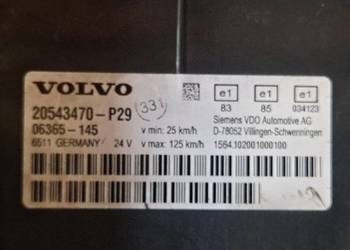 VOLVO
20543470-P29 (331)
06365-145
6511 GERMANY 24 V
v min: 25 km/h
v max: 125 km/h
e1 e1 e1
83 85 034123
Siemens VDO Automotive AG
D-78052 Villingen-Schwenningen
1564.102001000100